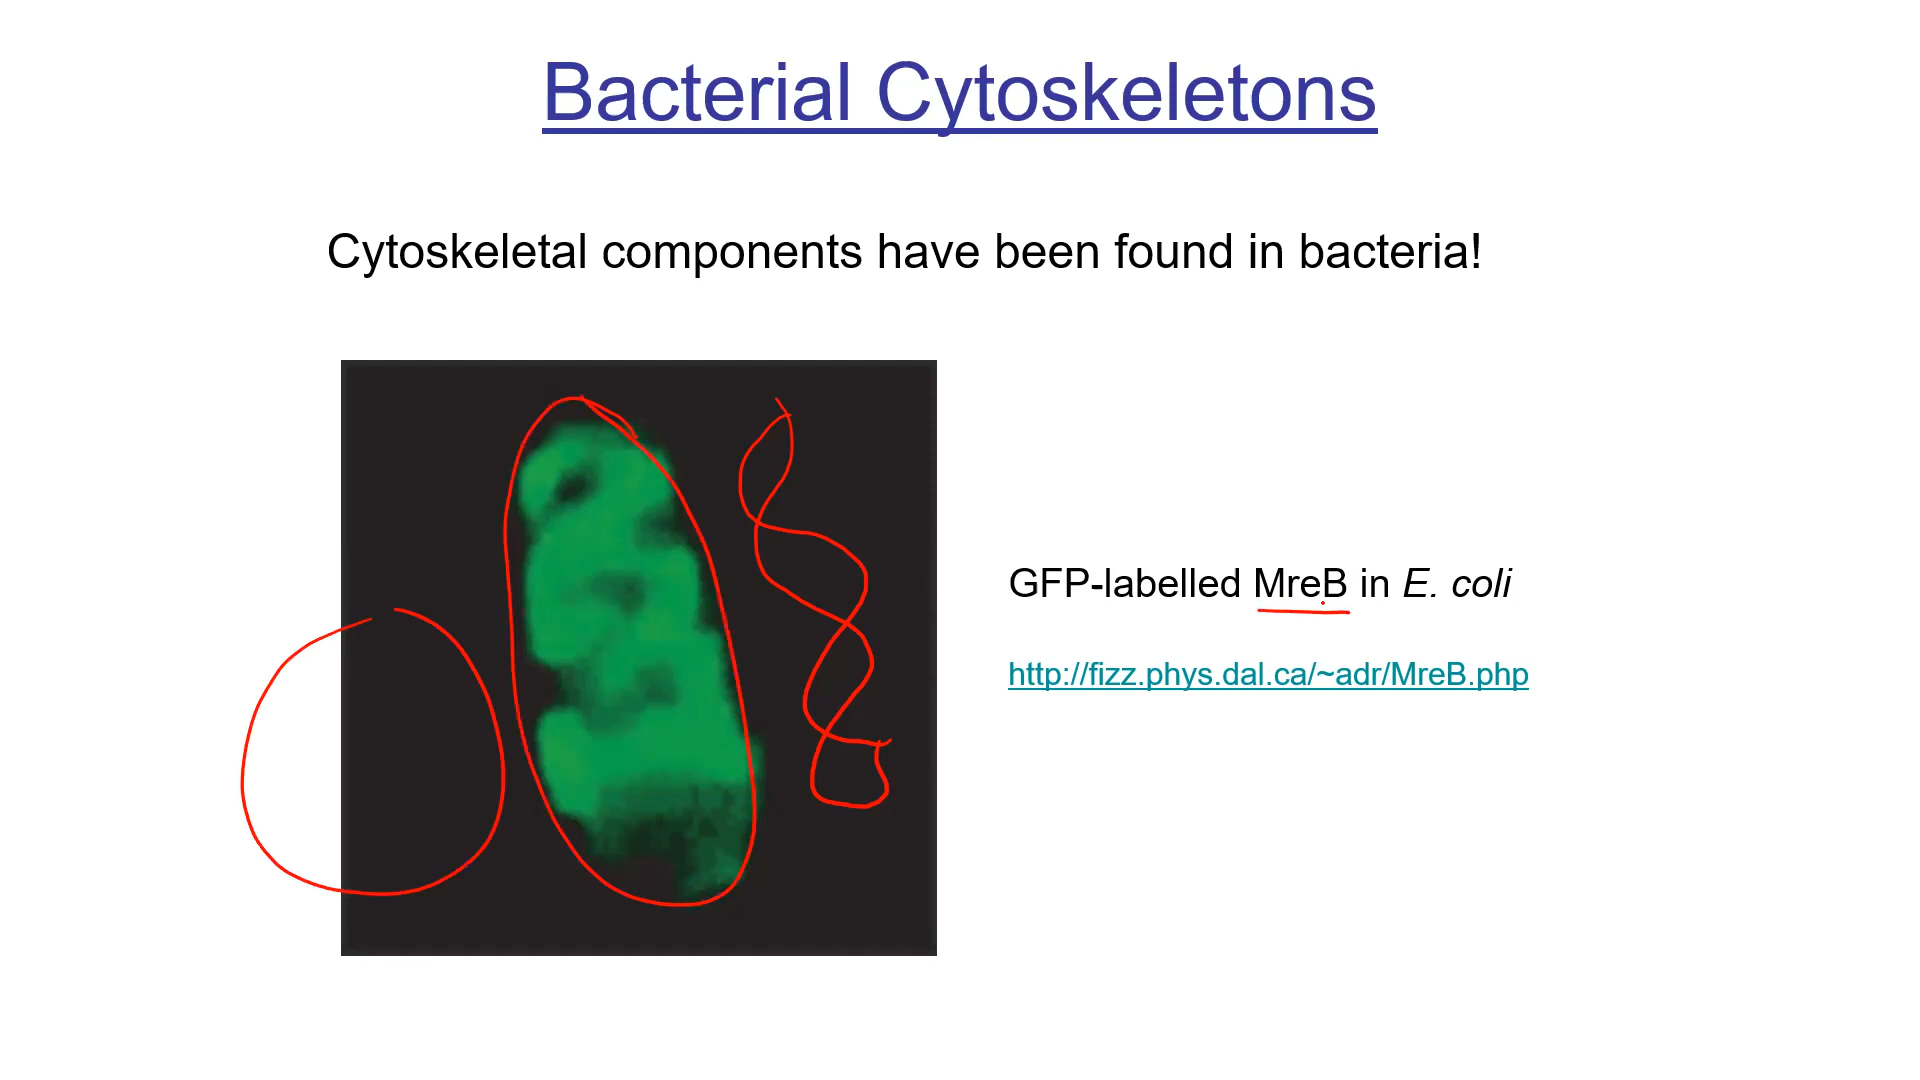 Bacterial Cytoskeletons
Cytoskeletal components have been found in bacteria!
GFP-labelled MreB in E. coli
http://fizz.phys.dal.ca/~adr/MreB.php